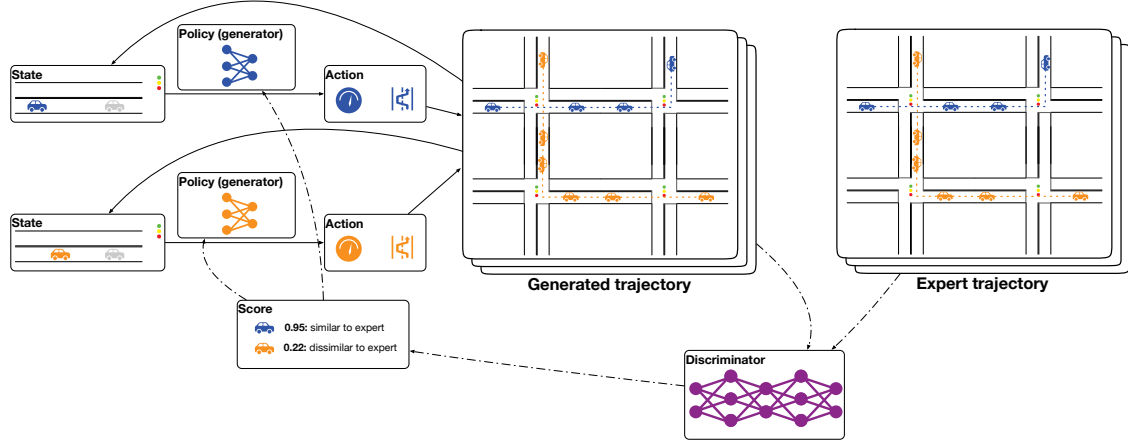 Policy (generator)
State
Action
Policy (generator)
State
Action
Generated trajectory
Expert trajectory
Score
0.95: similar to expert
0.22: dissimilar to expert
Discriminator